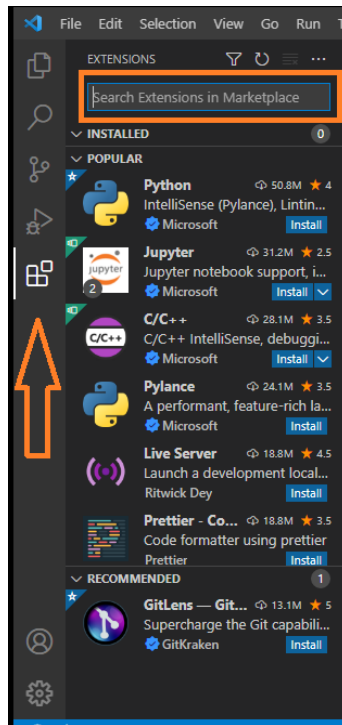 File Edit Selection View Go Run T
EXTENSIONS
Search Extensions in Marketplace
INSTALLED 0
POPULAR
Python 50.8M ★ 4
IntelliSense (Pylance), Lintin...
Microsoft Install
Jupyter 31.2M ★ 2.5
jupyter
Jupyter notebook support, i...
2
Microsoft Install
C/C++ 28.1M ★ 3.5
C/C++
C/C++ IntelliSense, debuggi...
Microsoft Install
Pylance 24.1M ★ 3.5
A performant, feature-rich la...
Microsoft Install
Live Server 18.8M ★ 4.5
Launch a development local...
Ritwick Dey Install
Prettier - Co... 18.8M ★ 3.5
Code formatter using prettier
Prettier Install
RECOMMENDED 1
GitLens — Git... 13.1M ★ 5
Supercharge the Git capabili...
GitKraken Install